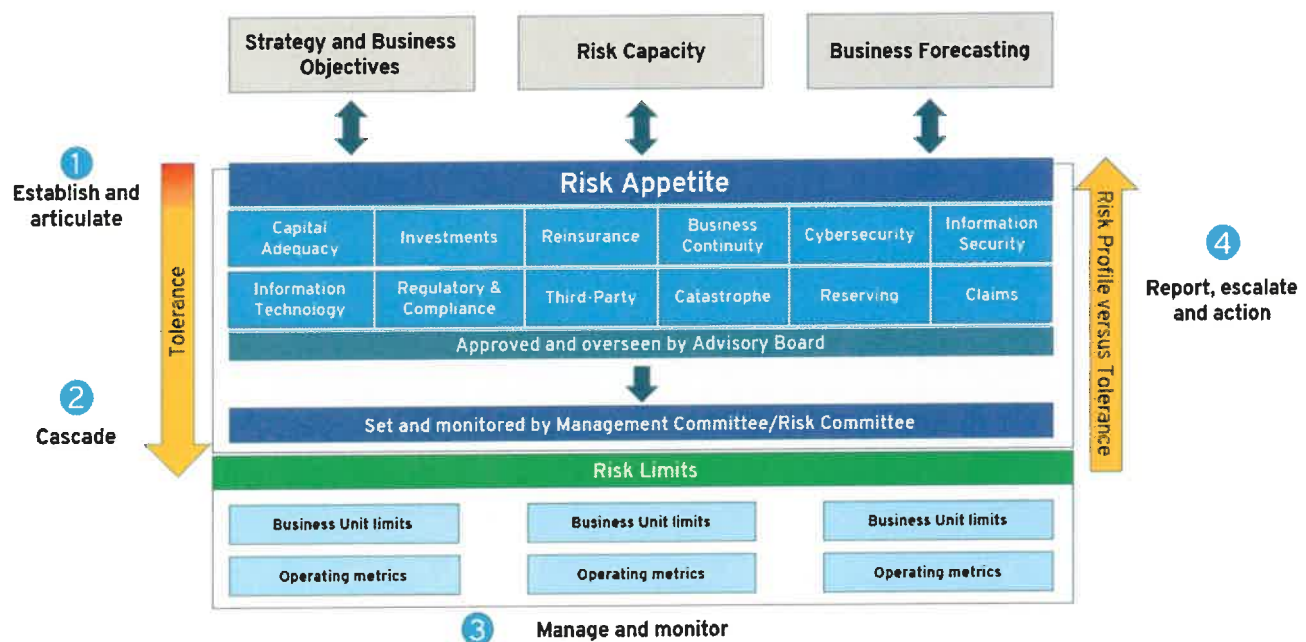 Strategy and Business
Objectives
Risk Capacity
Business Forecasting
1
Establish and
articulate
Tolerance
2
Cascade
Risk Appetite
Capital
Adequacy
Investments
Reinsurance
Business
Continuity
Cybersecurity
Information
Security
Information
Technology
Regulatory &
Compliance
Third-Party
Catastrophe
Reserving
Claims
Approved and overseen by Advisory Board
Set and monitored by Management Committee/Risk Committee
Risk Limits
Business Unit limits
Business Unit limits
Business Unit limits
Operating metrics
Operating metrics
Operating metrics
3
Manage and monitor
Risk Profile versus Tolerance
4
Report, escalate
and action